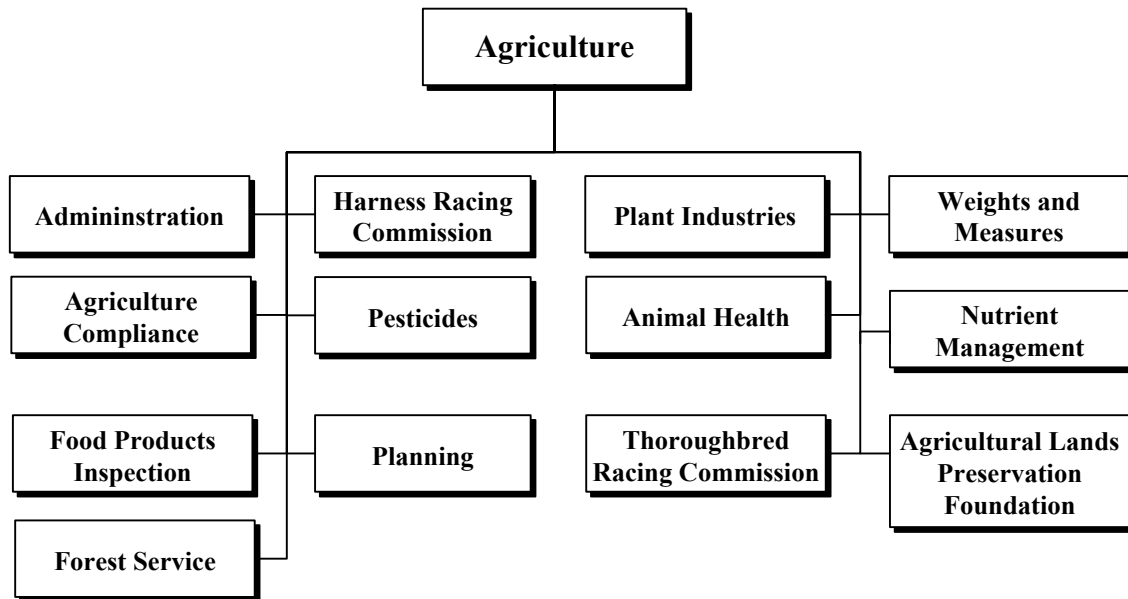 Agriculture
Admininstration
Harness Racing
Commission
Plant Industries
Weights and
Measures
Agriculture
Compliance
Pesticides
Animal Health
Nutrient
Management
Food Products
Inspection
Planning
Thoroughbred
Racing Commission
Agricultural Lands
Preservation
Foundation
Forest Service